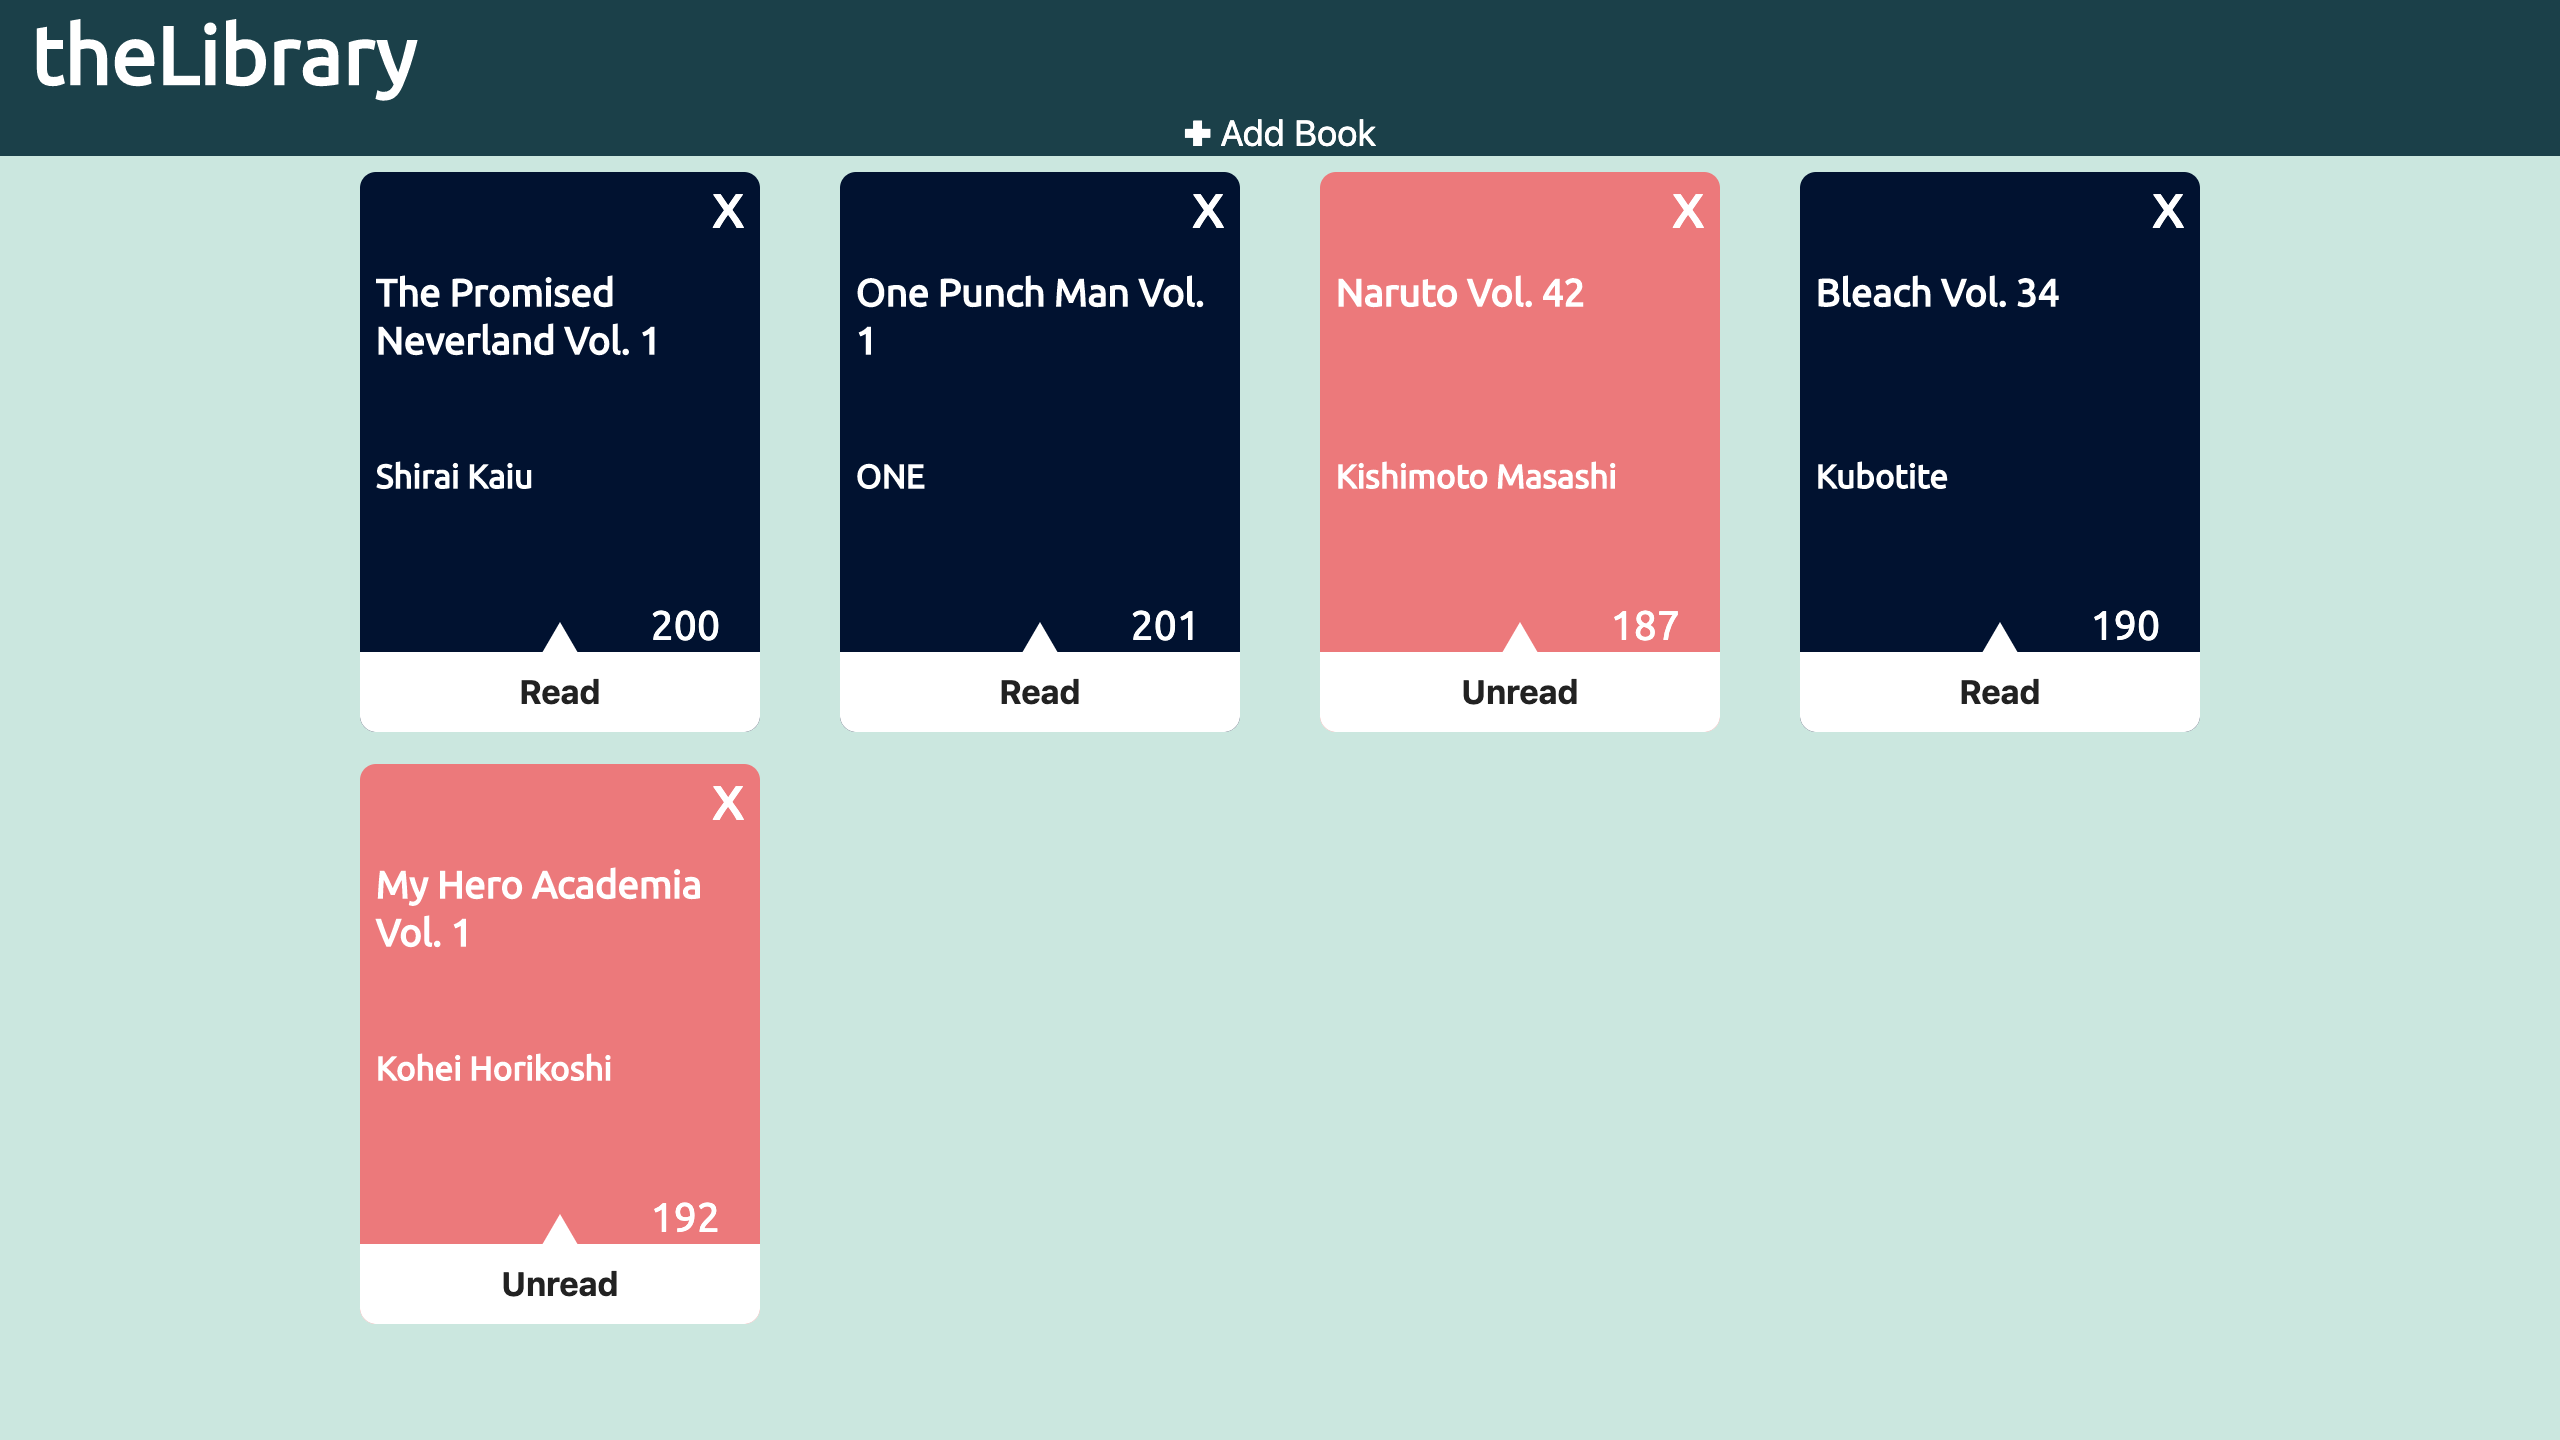 theLibrary
✚ Add Book
X
The Promised
Neverland Vol. 1
Shirai Kaiu
200
Read
X
One Punch Man Vol.
1
ONE
201
Read
X
Naruto Vol. 42
Kishimoto Masashi
187
Unread
X
Bleach Vol. 34
Kubotite
190
Read
X
My Hero Academia
Vol. 1
Kohei Horikoshi
192
Unread